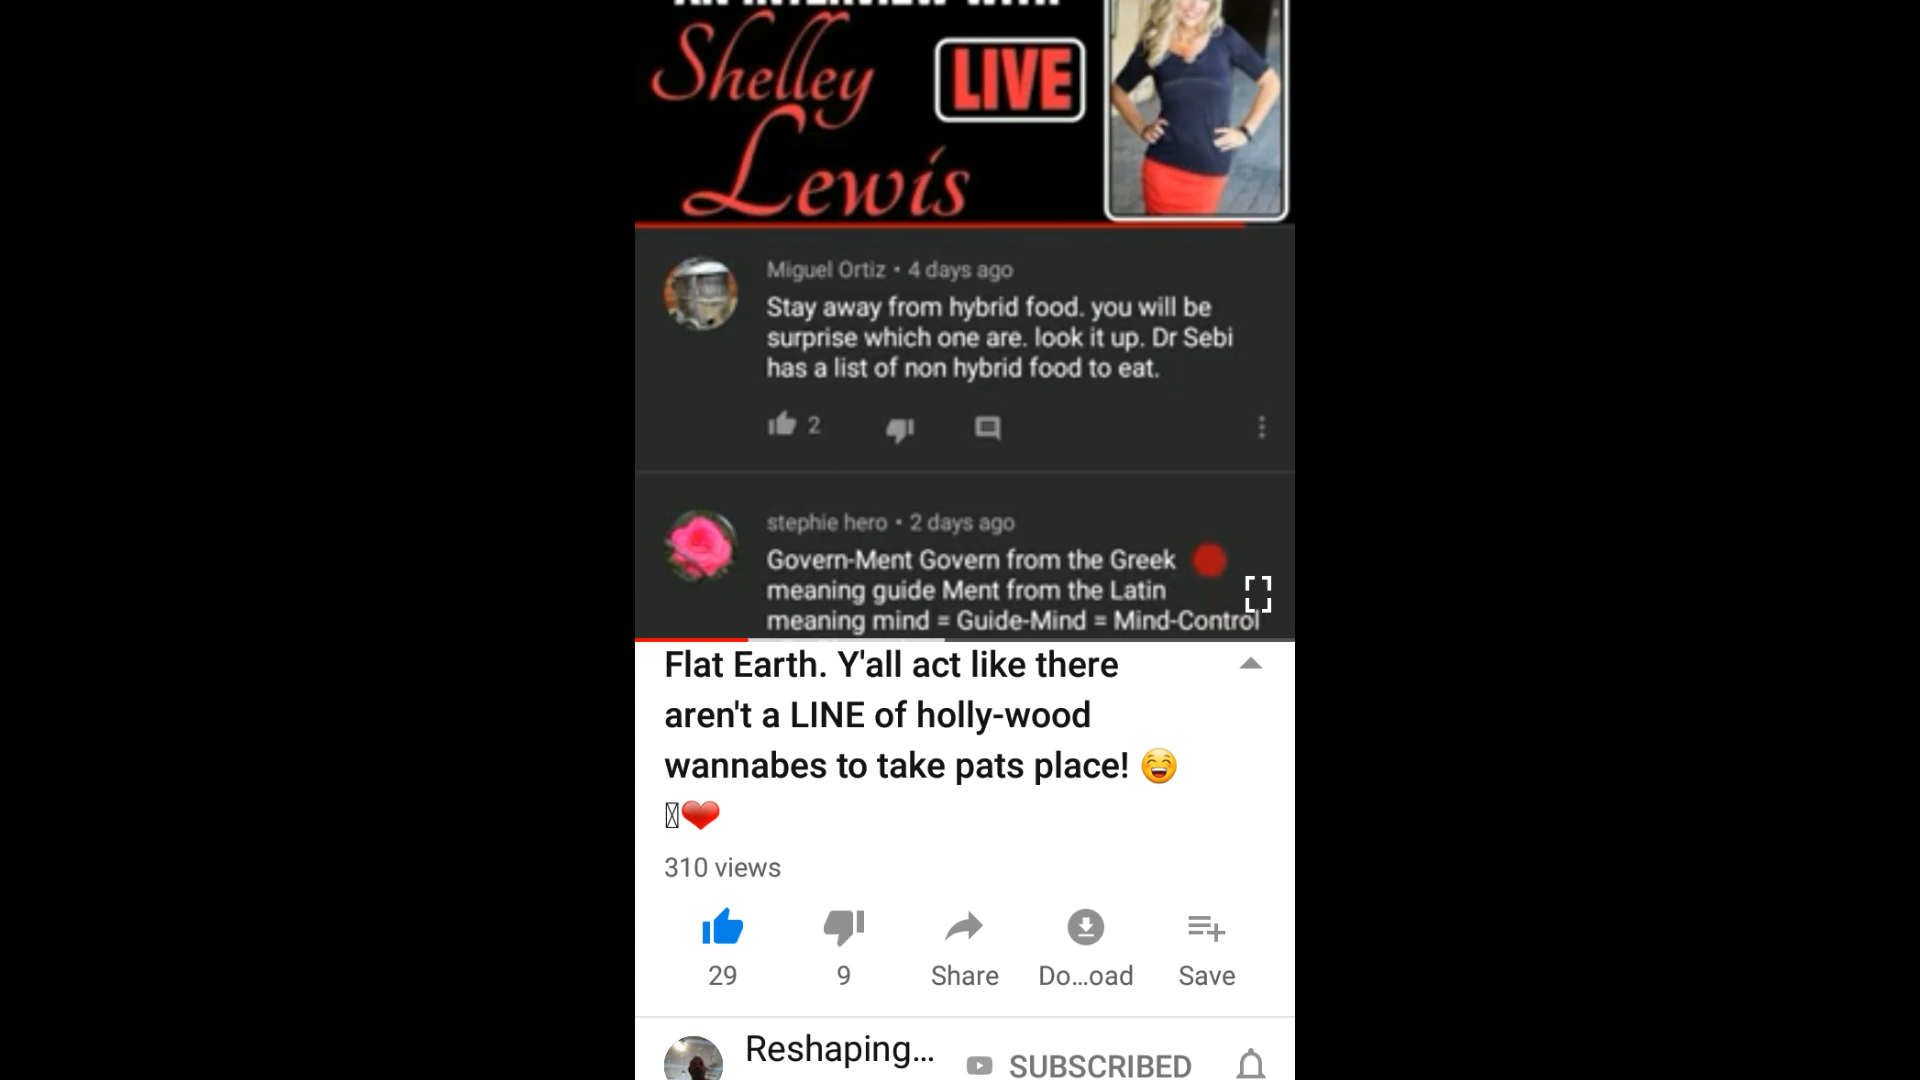 AN INTERVIEW WITH
Shelley
LIVE
Lewis
Miguel Ortiz • 4 days ago
Stay away from hybrid food. you will be
surprise which one are. look it up. Dr Sebi
has a list of non hybrid food to eat.
2
stephie hero • 2 days ago
Govern-Ment Govern from the Greek
meaning guide Ment from the Latin
meaning mind = Guide-Mind = Mind-Control
Flat Earth. Y'all act like there
aren't a LINE of holly-wood
wannabes to take pats place! 😁
❤
310 views
29 9 Share Do...oad Save
Reshaping... SUBSCRIBED